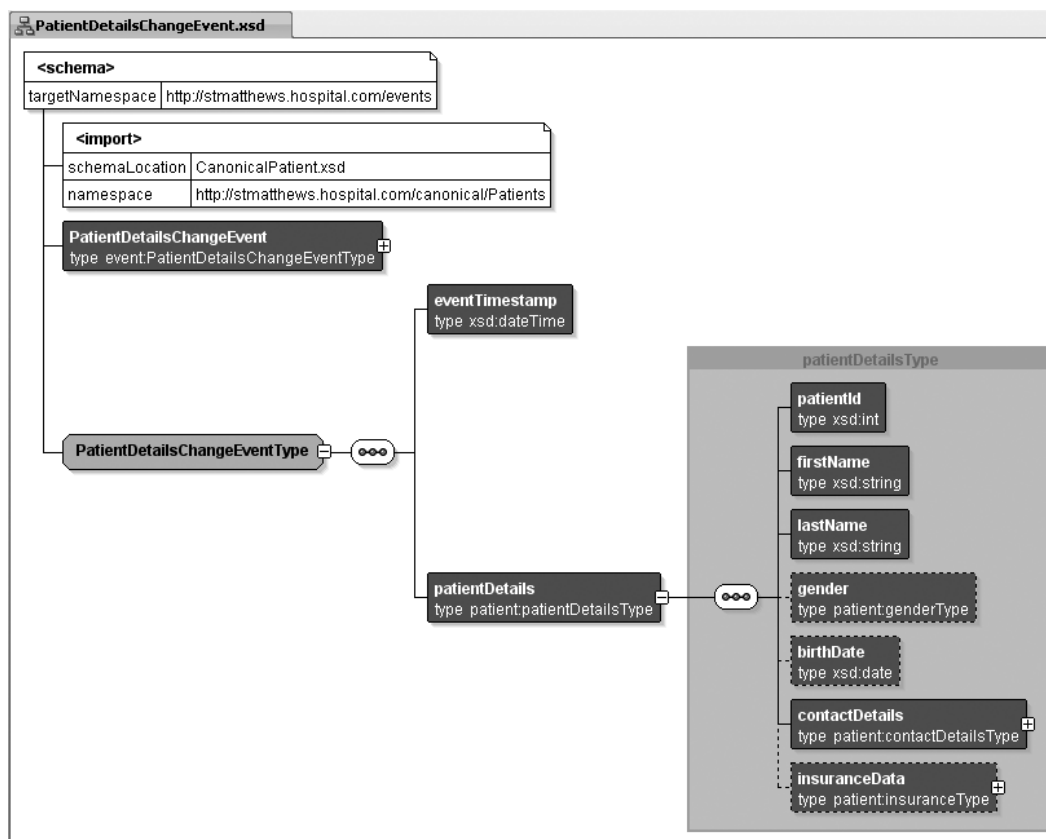 PatientDetailsChangeEvent.xsd
<schema>
targetNamespace http://stmatthews.hospital.com/events
<import>
schemaLocation CanonicalPatient.xsd
namespace http://stmatthews.hospital.com/canonical/Patients
PatientDetailsChangeEvent
type event:PatientDetailsChangeEventType
eventTimestamp
type xsd:dateTime
patientDetailsType
patientId
type xsd:int
firstName
type xsd:string
lastName
type xsd:string
PatientDetailsChangeEventType
patientDetails
type patient:patientDetailsType
gender
type patient:genderType
birthDate
type xsd:date
contactDetails
type patient:contactDetailsType
insuranceData
type patient:insuranceType